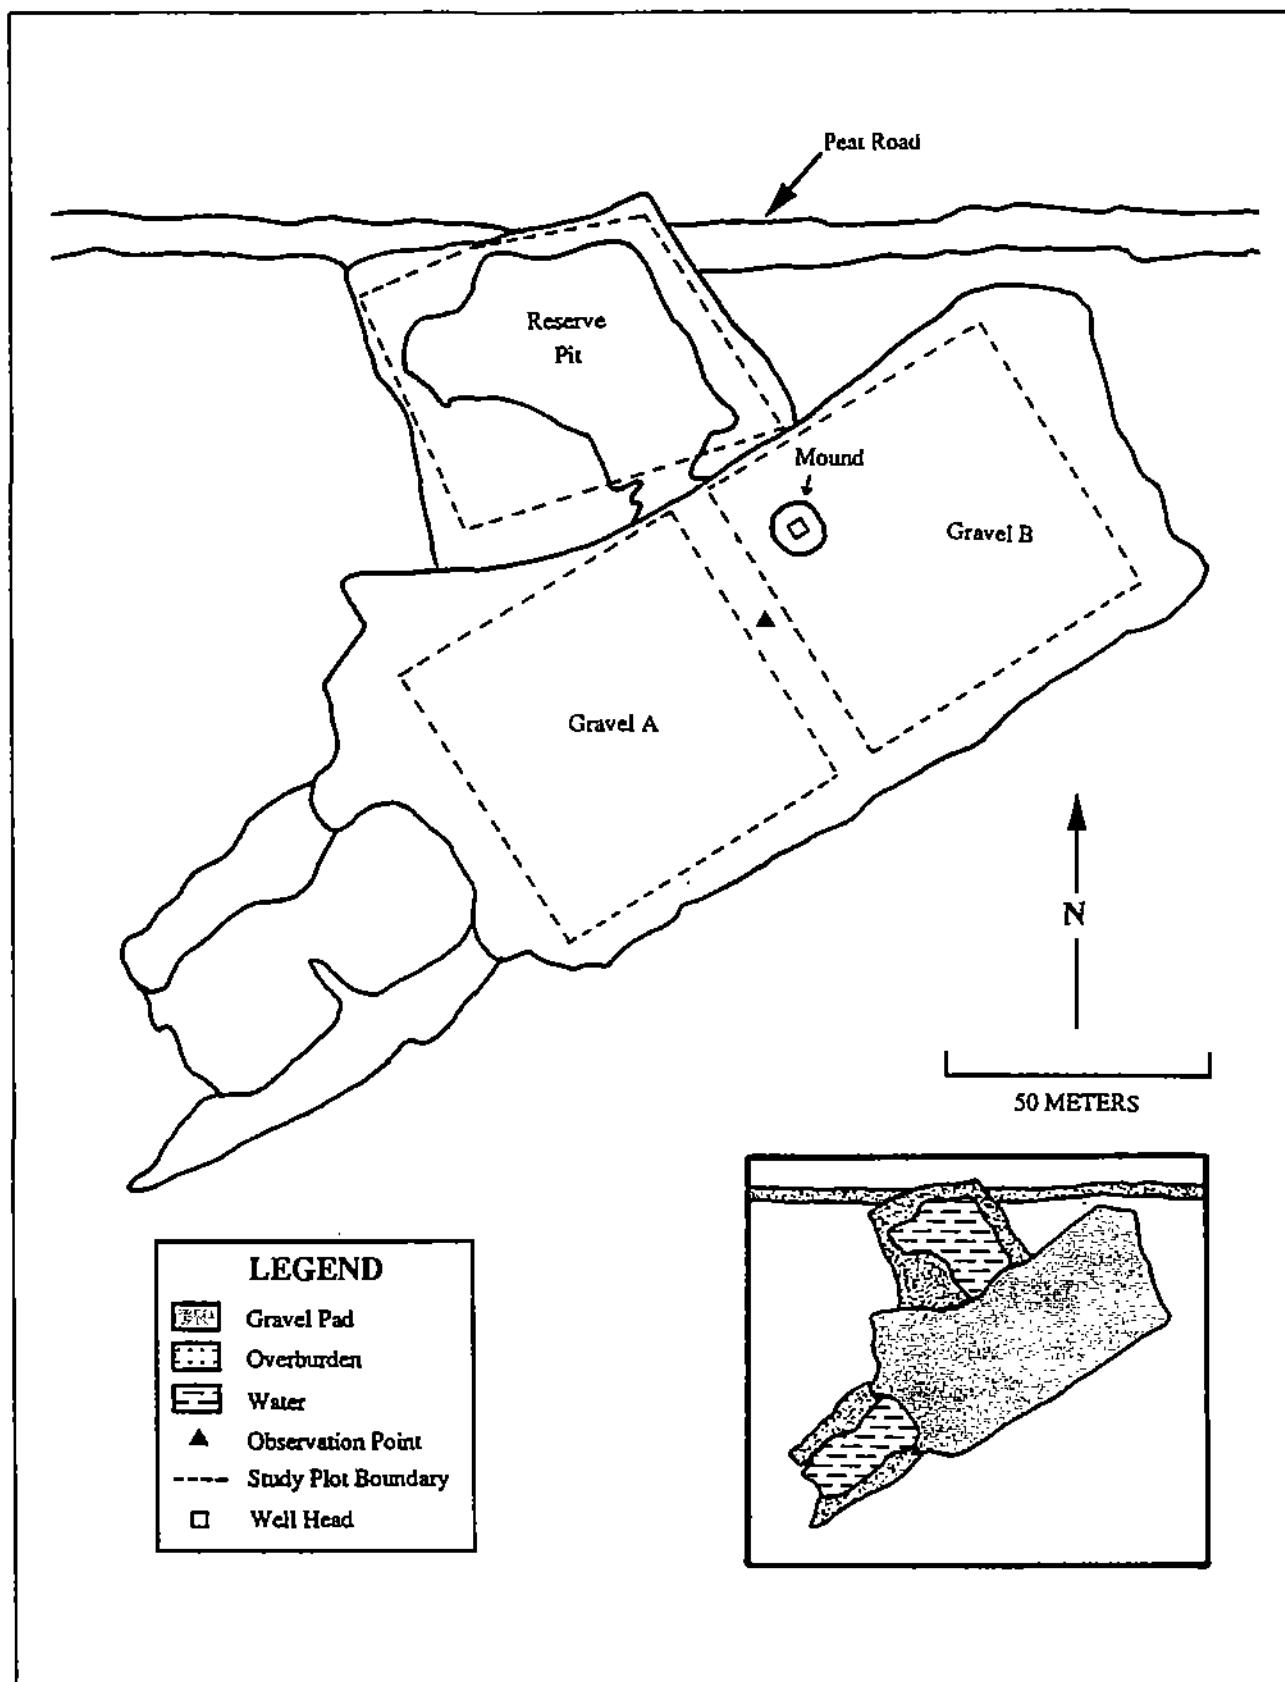 Peat Road
Reserve
Pit
Mound
Gravel B
Gravel A
N
50 METERS
LEGEND
Gravel Pad
Overburden
Water
Observation Point
Study Plot Boundary
Well Head